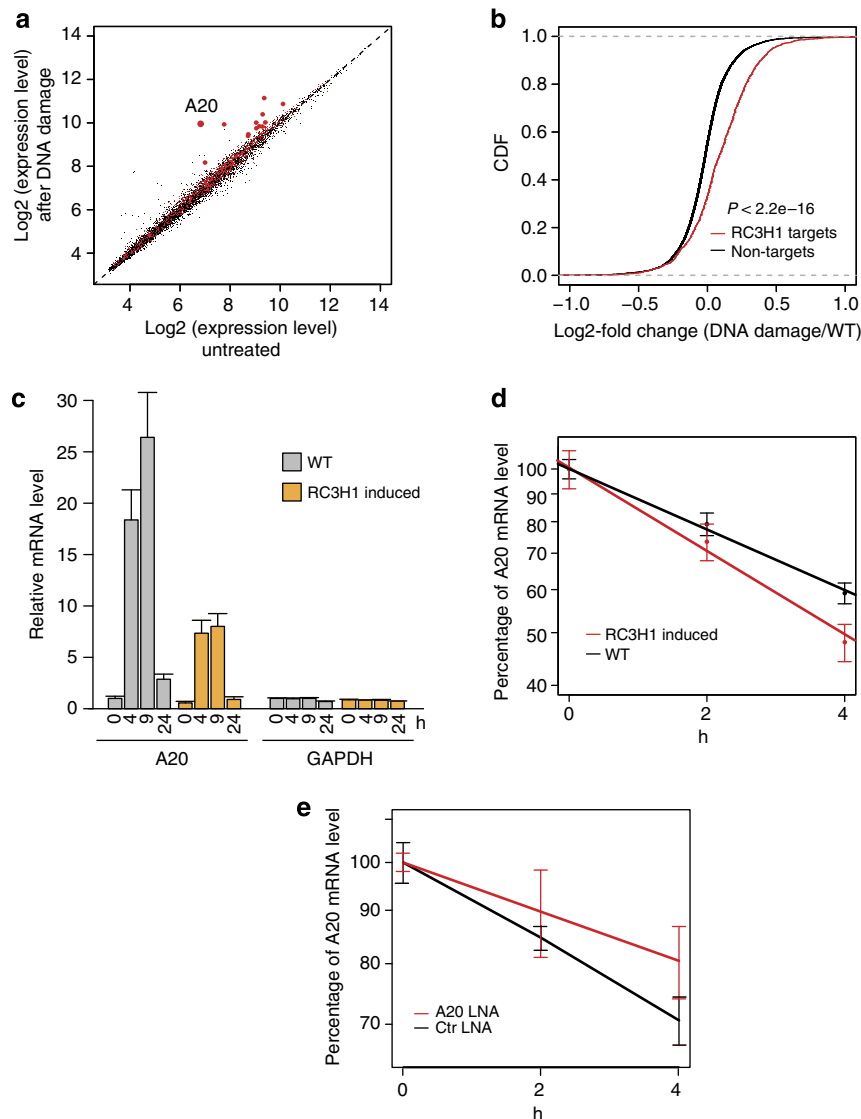 a
14
12
10
8
6
4
Log2 (expression level)
after DNA damage
A20
4 6 8 10 12 14
Log2 (expression level)
untreated
b
1.0
0.8
0.6
0.4
0.2
0.0
CDF
P < 2.2e−16
RC3H1 targets
Non-targets
−1.0 −0.5 0.0 0.5 1.0
Log2-fold change (DNA damage/WT)
c
30
25
20
15
10
5
0
Relative mRNA level
WT
RC3H1 induced
0 4 9 24 0 4 9 24 0 4 9 24 0 4 9 24 h
A20 GAPDH
d
100
90
80
70
60
50
40
Percentage of A20 mRNA level
RC3H1 induced
WT
0 2 4
h
e
100
90
80
70
Percentage of A20 mRNA level
A20 LNA
Ctr LNA
0 2 4
h